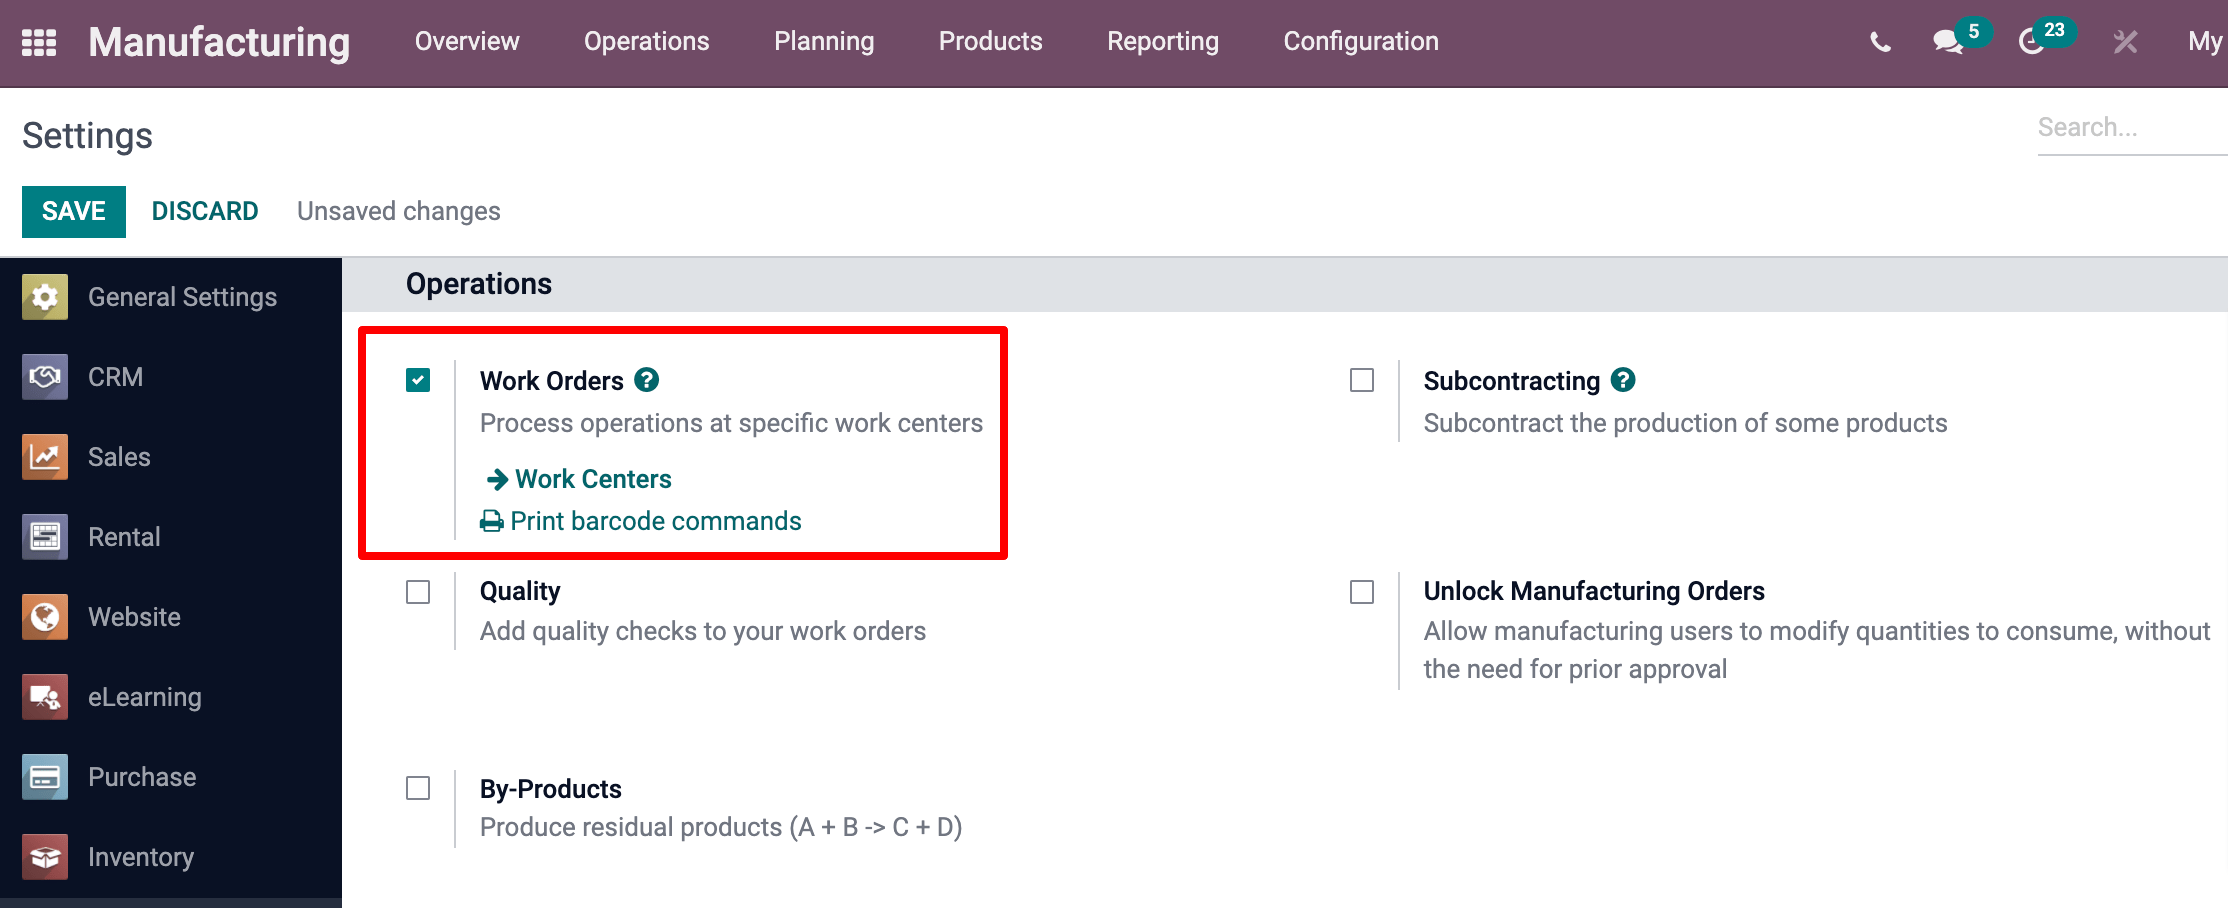 Manufacturing Overview Operations Planning Products Reporting Configuration 5 23 My
Settings
Search...
SAVE DISCARD Unsaved changes
General Settings
CRM
Sales
Rental
Website
eLearning
Purchase
Inventory
Operations
Work Orders ?
Process operations at specific work centers
Work Centers
Print barcode commands
Subcontracting ?
Subcontract the production of some products
Quality
Add quality checks to your work orders
Unlock Manufacturing Orders
Allow manufacturing users to modify quantities to consume, without
the need for prior approval
By-Products
Produce residual products (A + B -> C + D)